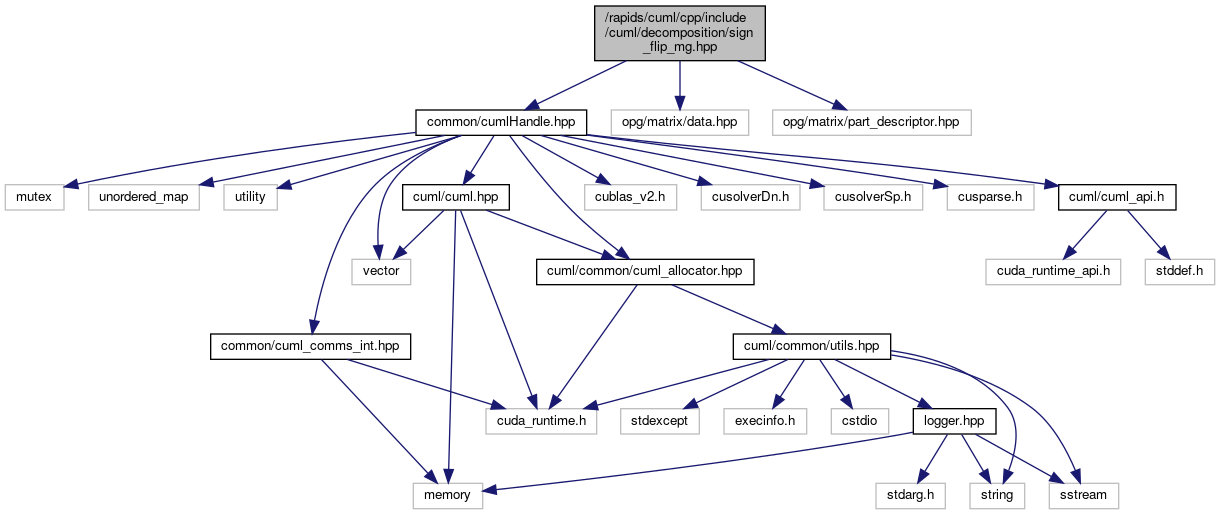 /rapids/cuml/cpp/include
/cuml/decomposition/sign
_flip_mg.hpp
common/cumlHandle.hpp
opg/matrix/data.hpp
opg/matrix/part_descriptor.hpp
mutex
unordered_map
utility
cuml/cuml.hpp
cublas_v2.h
cusolverDn.h
cusolverSp.h
cusparse.h
cuml/cuml_api.h
vector
cuml/common/cuml_allocator.hpp
cuda_runtime_api.h
stddef.h
common/cuml_comms_int.hpp
cuml/common/utils.hpp
cuda_runtime.h
stdexcept
execinfo.h
cstdio
logger.hpp
memory
stdarg.h
string
sstream